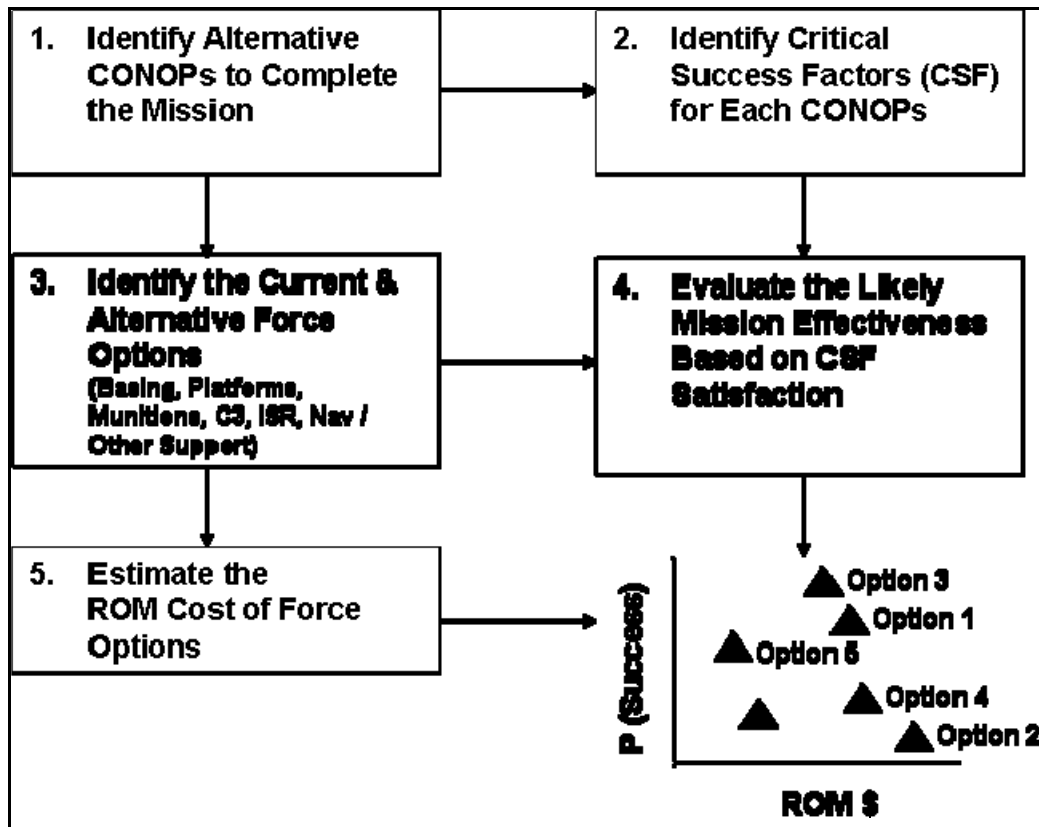 1. Identify Alternative
CONOPs to Complete
the Mission
2. Identify Critical
Success Factors (CSF)
for Each CONOPs
3. Identify the Current &
Alternative Force
Options
(Basing, Platforms,
Munitions, C3, ISR, Nav /
Other Support)
4. Evaluate the Likely
Mission Effectiveness
Based on CSF
Satisfaction
5. Estimate the
ROM Cost of Force
Options
P (Success)
Option 3
Option 1
Option 5
Option 4
Option 2
ROM $